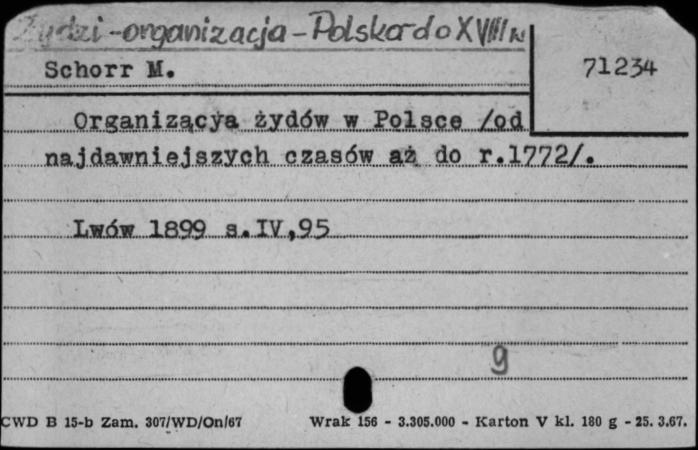 Żydzi-organizacja-Polska do XVIII w
Schorr M.
71234
Organizącya żydów w Polsce /od
najdawniejszych czasów aż do r.1772/.
Lwów 1899 s.IV,95
9
CWD B 15-b Zam. 307/WD/On/67 Wrak 156 - 3.305.000 - Karton V kl. 180 g - 25. 3.67.